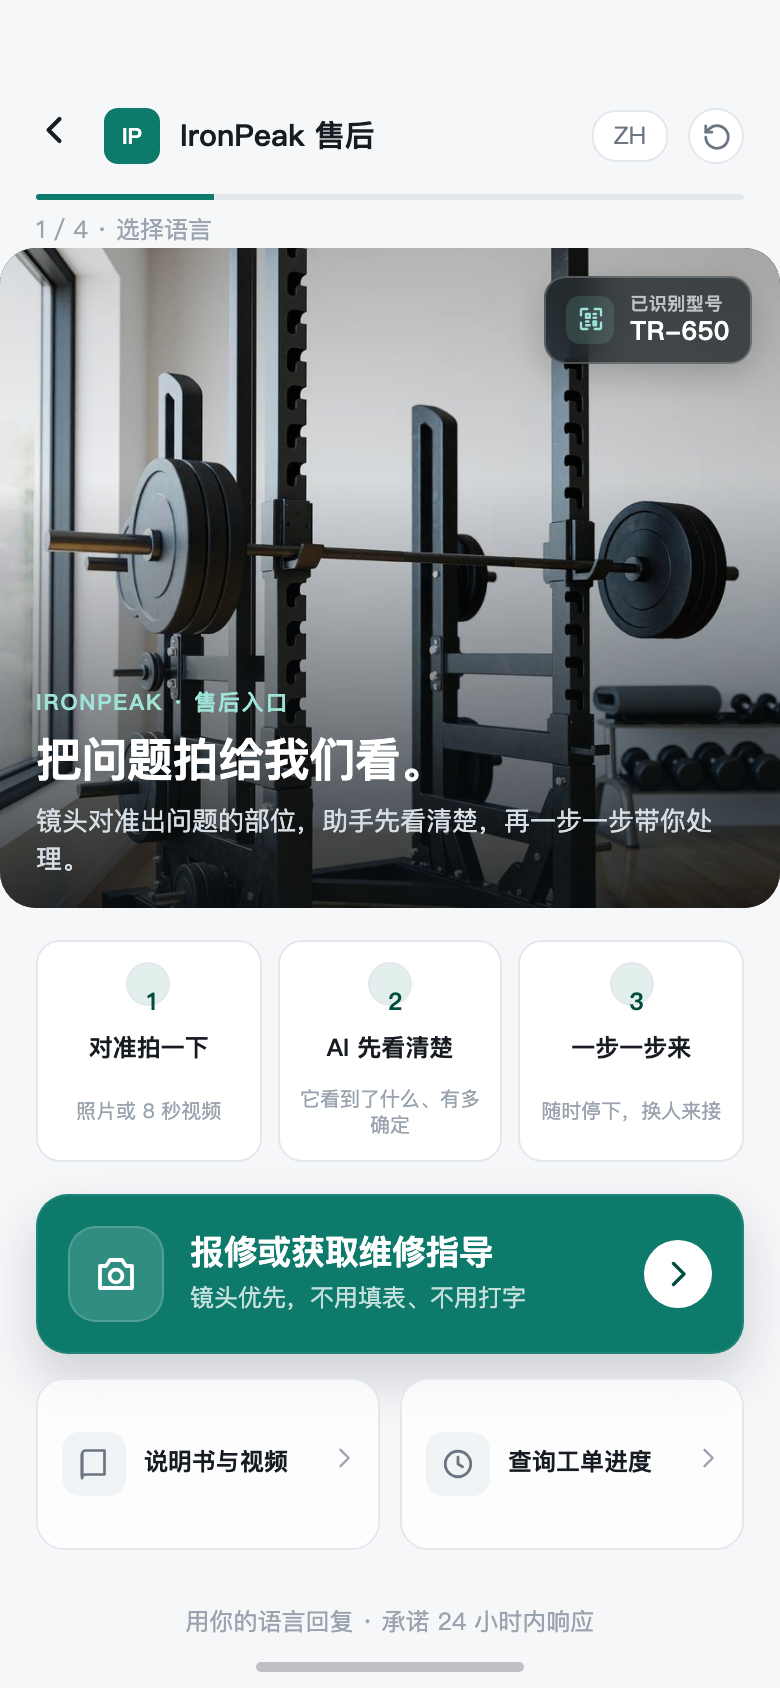 IP
IronPeak 售后
ZH
1 / 4 · 选择语言
已识别型号
TR-650
IRONPEAK · 售后入口
把问题拍给我们看。
镜头对准出问题的部位，助手先看清楚，再一步一步带你处
理。
1
对准拍一下
照片或 8 秒视频
2
AI 先看清楚
它看到了什么、有多
确定
3
一步一步来
随时停下，换人来接
报修或获取维修指导
镜头优先，不用填表、不用打字
说明书与视频
查询工单进度
用你的语言回复 · 承诺 24 小时内响应